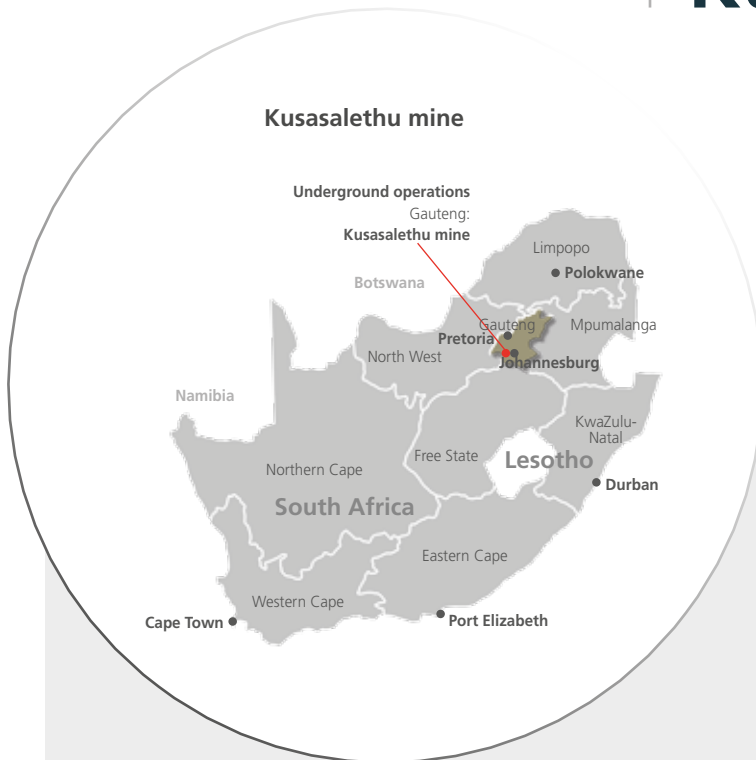 Kusasalethu mine
Underground operations
Gauteng:
Kusasalethu mine
Limpopo
Polokwane
Botswana
Gauteng
Mpumalanga
Pretoria
North West
Johannesburg
Namibia
KwaZulu-
Natal
Free State
Lesotho
Northern Cape
Durban
South Africa
Eastern Cape
Western Cape
Cape Town
Port Elizabeth